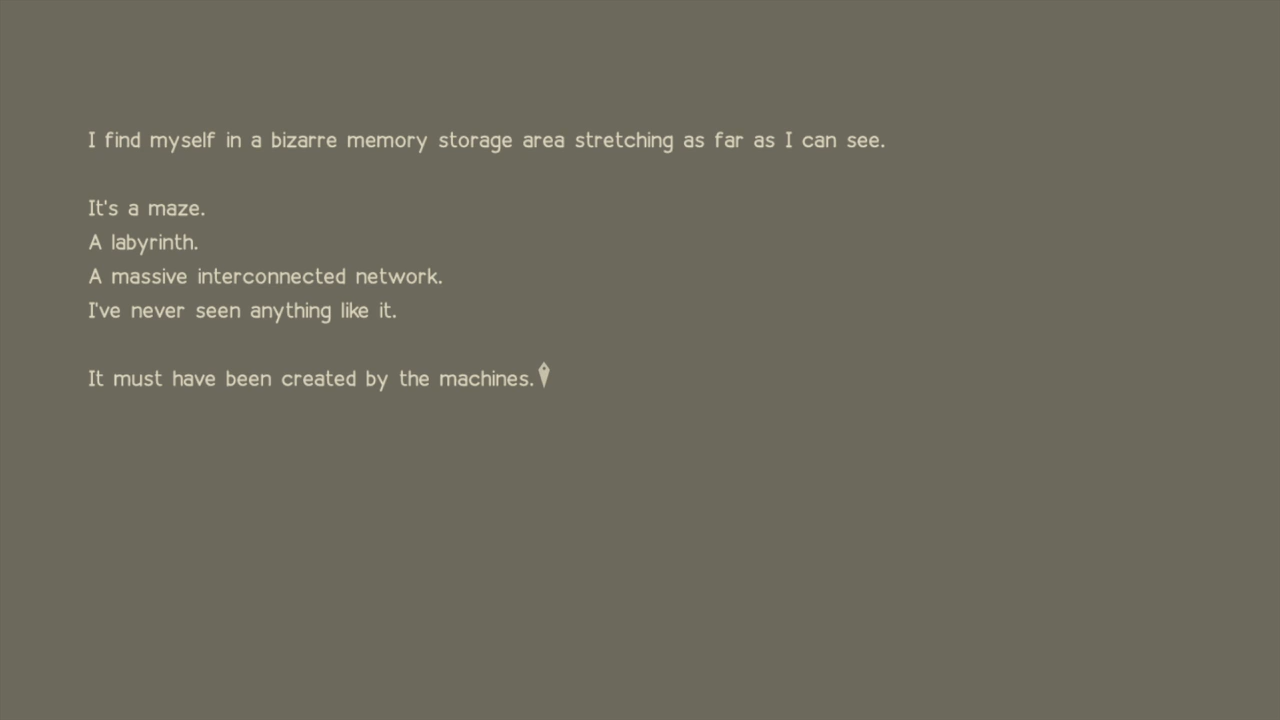 I find myself in a bizarre memory storage area stretching as far as I can see.
It's a maze.
A labyrinth.
A massive interconnected network.
I've never seen anything like it.
It must have been created by the machines.